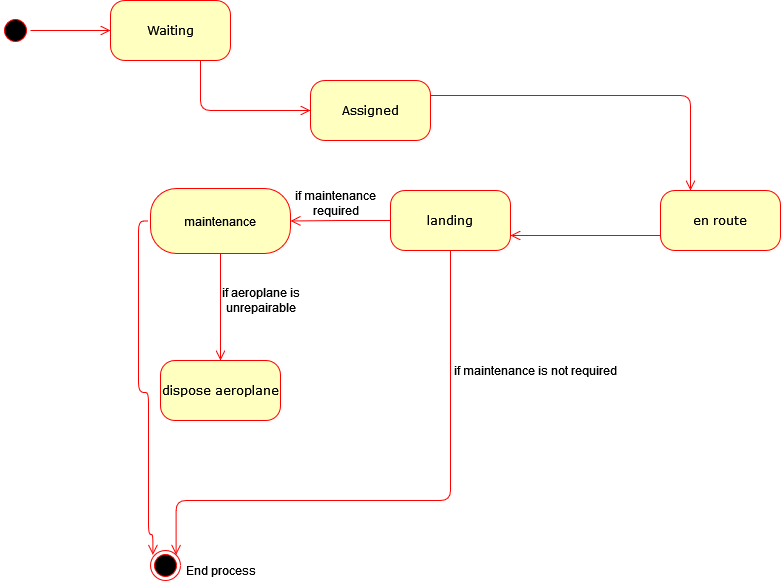 Waiting
Assigned
if maintenance
required
maintenance
landing
en route
if aeroplane is
unrepairable
if maintenance is not required
dispose aeroplane
End process